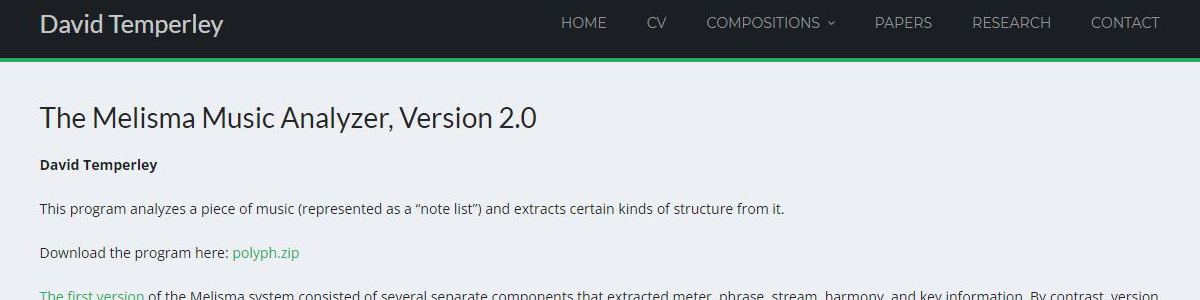 David Temperley
HOME CV COMPOSITIONS PAPERS RESEARCH CONTACT
The Melisma Music Analyzer, Version 2.0
David Temperley
This program analyzes a piece of music (represented as a “note list”) and extracts certain kinds of structure from it.
Download the program here: polyph.zip
The first version of the Melisma system consisted of several separate components that extracted meter, phrase, stream, harmony, and key information. By contrast, version